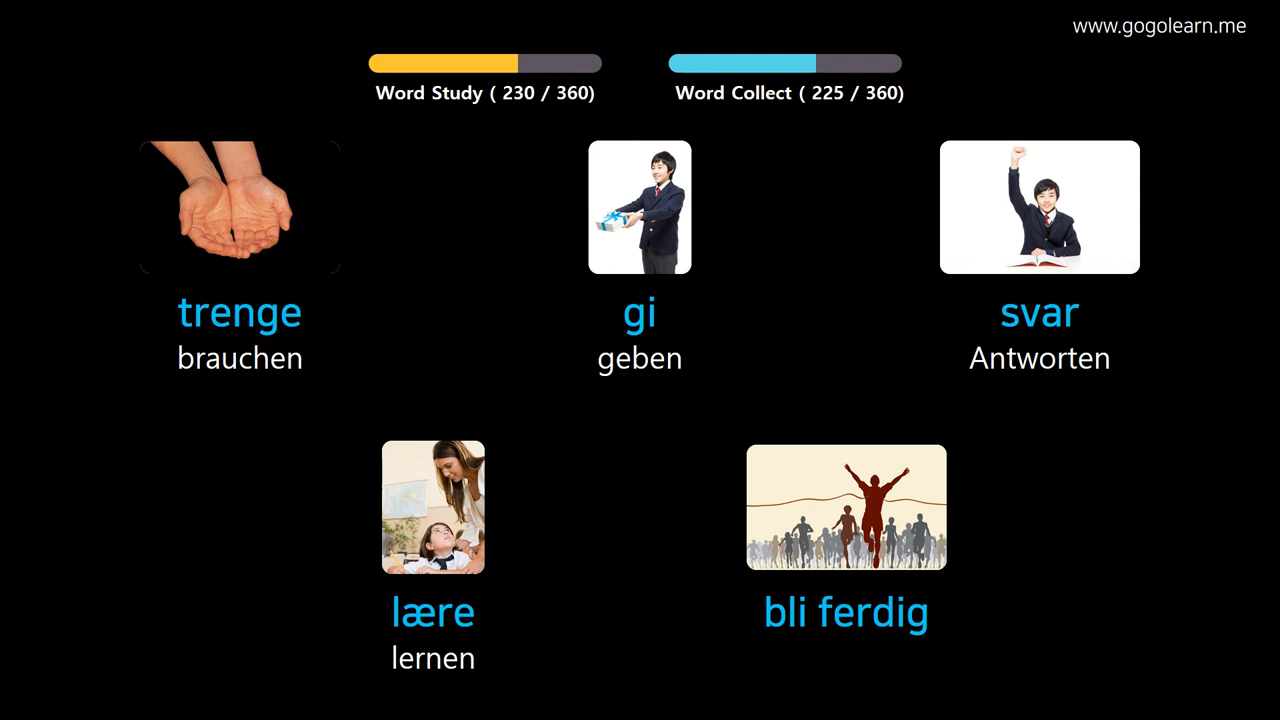 www.gogolearn.me
Word Study ( 230 / 360)
Word Collect ( 225 / 360)
trenge
brauchen
gi
geben
svar
Antworten
lære
lernen
bli ferdig